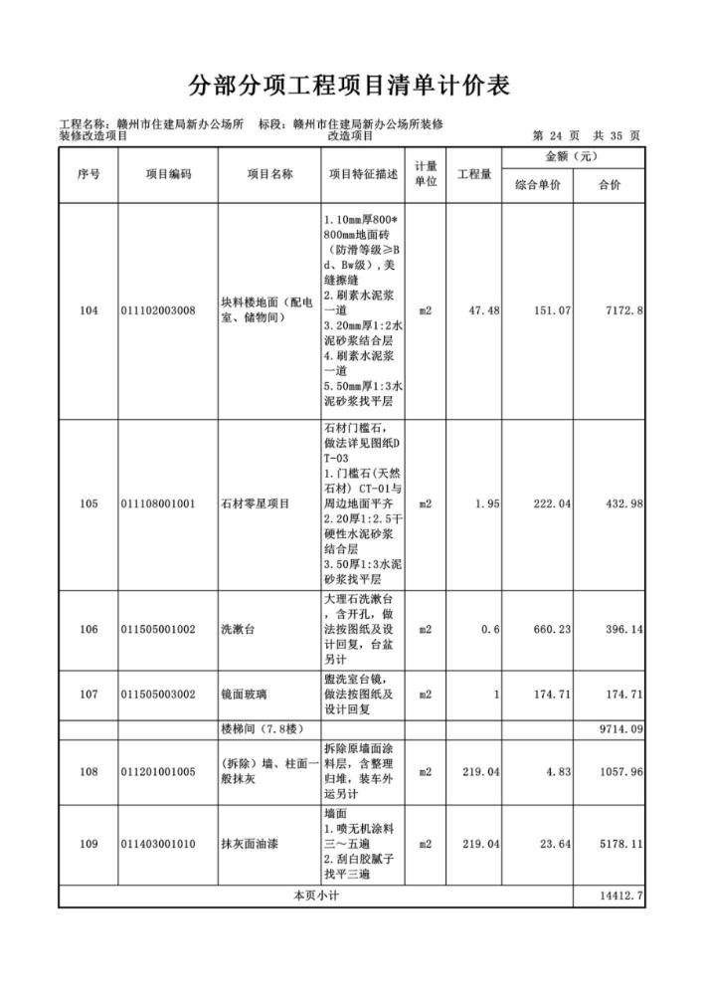 分部分项工程项目清单计价表
工程名称：赣州市住建局新办公场所
装修改造项目
标段：赣州市住建局新办公场所装修
改造项目
第 24 页 共 35 页
序号
项目编码
项目名称
项目特征描述
计量
单位
工程量
金额（元）
综合单价
合价
104
011102003008
块料楼地面（配电
室、储物间）
1.10mm厚800*
800mm地面砖
（防滑等级≥B
d、Bw级）,美
缝擦缝
2.刷素水泥浆
一道
3.20mm厚1:2水
泥砂浆结合层
4.刷素水泥浆
一道
5.50mm厚1:3水
泥砂浆找平层
m2
47.48
151.07
7172.8
105
011108001001
石材零星项目
石材门槛石，
做法详见图纸D
T-03
1.门槛石(天然
石材) CT-01与
周边地面平齐
2.20厚1:2.5干
硬性水泥砂浆
结合层
3.50厚1:3水泥
砂浆找平层
m2
1.95
222.04
432.98
106
011505001002
洗漱台
大理石洗漱台
，含开孔，做
法按图纸及设
计回复，台盆
另计
m2
0.6
660.23
396.14
107
011505003002
镜面玻璃
盥洗室台镜，
做法按图纸及
设计回复
m2
1
174.71
174.71
楼梯间（7.8楼）
9714.09
108
011201001005
(拆除）墙、柱面一
般抹灰
拆除原墙面涂
料层，含整理
归堆，装车外
运另计
m2
219.04
4.83
1057.96
109
011403001010
抹灰面油漆
墙面
1.喷无机涂料
三～五遍
2.刮白胶腻子
找平三遍
m2
219.04
23.64
5178.11
本页小计
14412.7